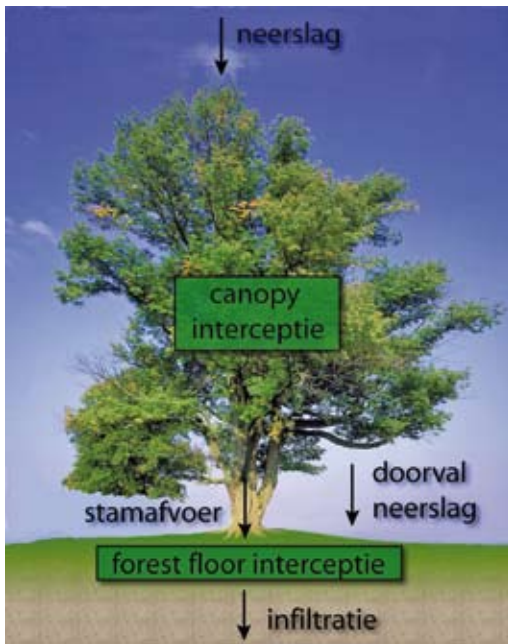 neerslag
canopy
interceptie
doorval
neerslag
stamafvoer
forest floor interceptie
infiltratie